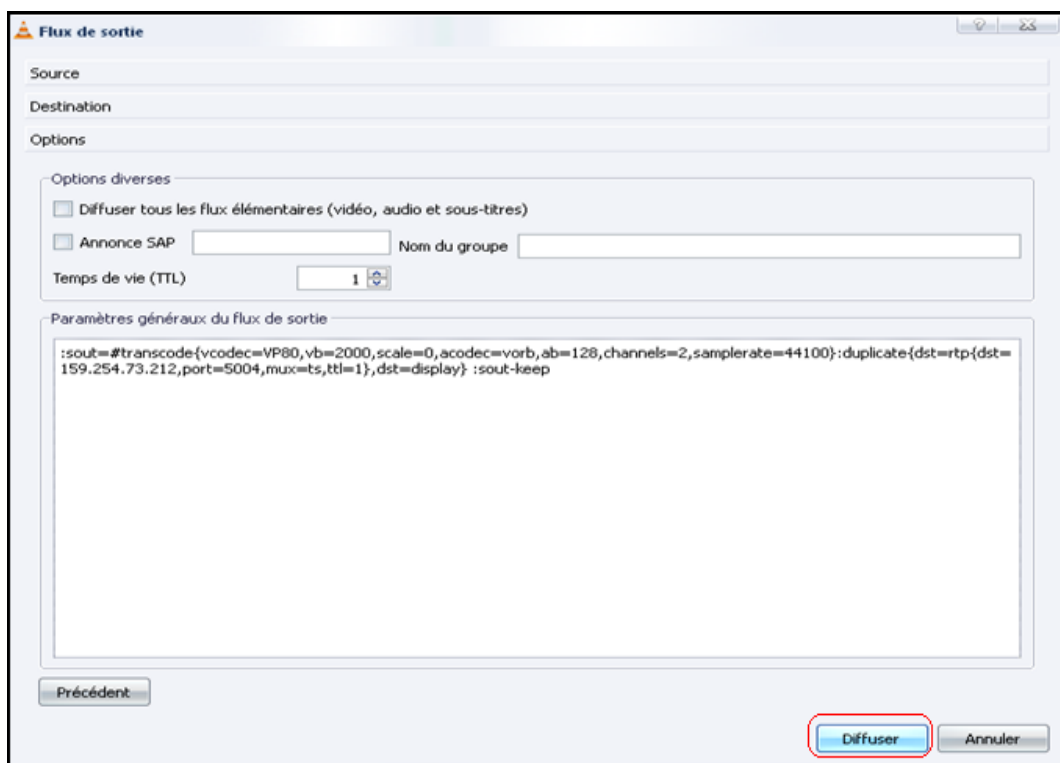 Flux de sortie
Source
Destination
Options
Options diverses
Diffuser tous les flux élémentaires (vidéo, audio et sous-titres)
Annonce SAP
Nom du groupe
Temps de vie (TTL)
1
Paramètres généraux du flux de sortie
:sout=#transcode{vcodec=VP80,vb=2000,scale=0,acodec=vorb,ab=128,channels=2,samplerate=44100}:duplicate{dst=rtp{dst=
159.254.73.212,port=5004,mux=ts,ttl=1},dst=display} :sout-keep
Précédent
Diffuser
Annuler